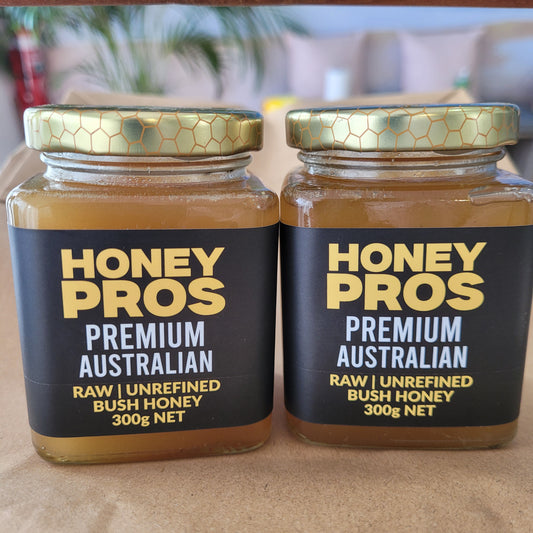 HONEY
PROS
PREMIUM
AUSTRALIAN
RAW | UNREFINED
BUSH HONEY
300g NET
HONEY
PROS
PREMIUM
AUSTRALIAN
RAW | UNREFINED
BUSH HONEY
300g NET